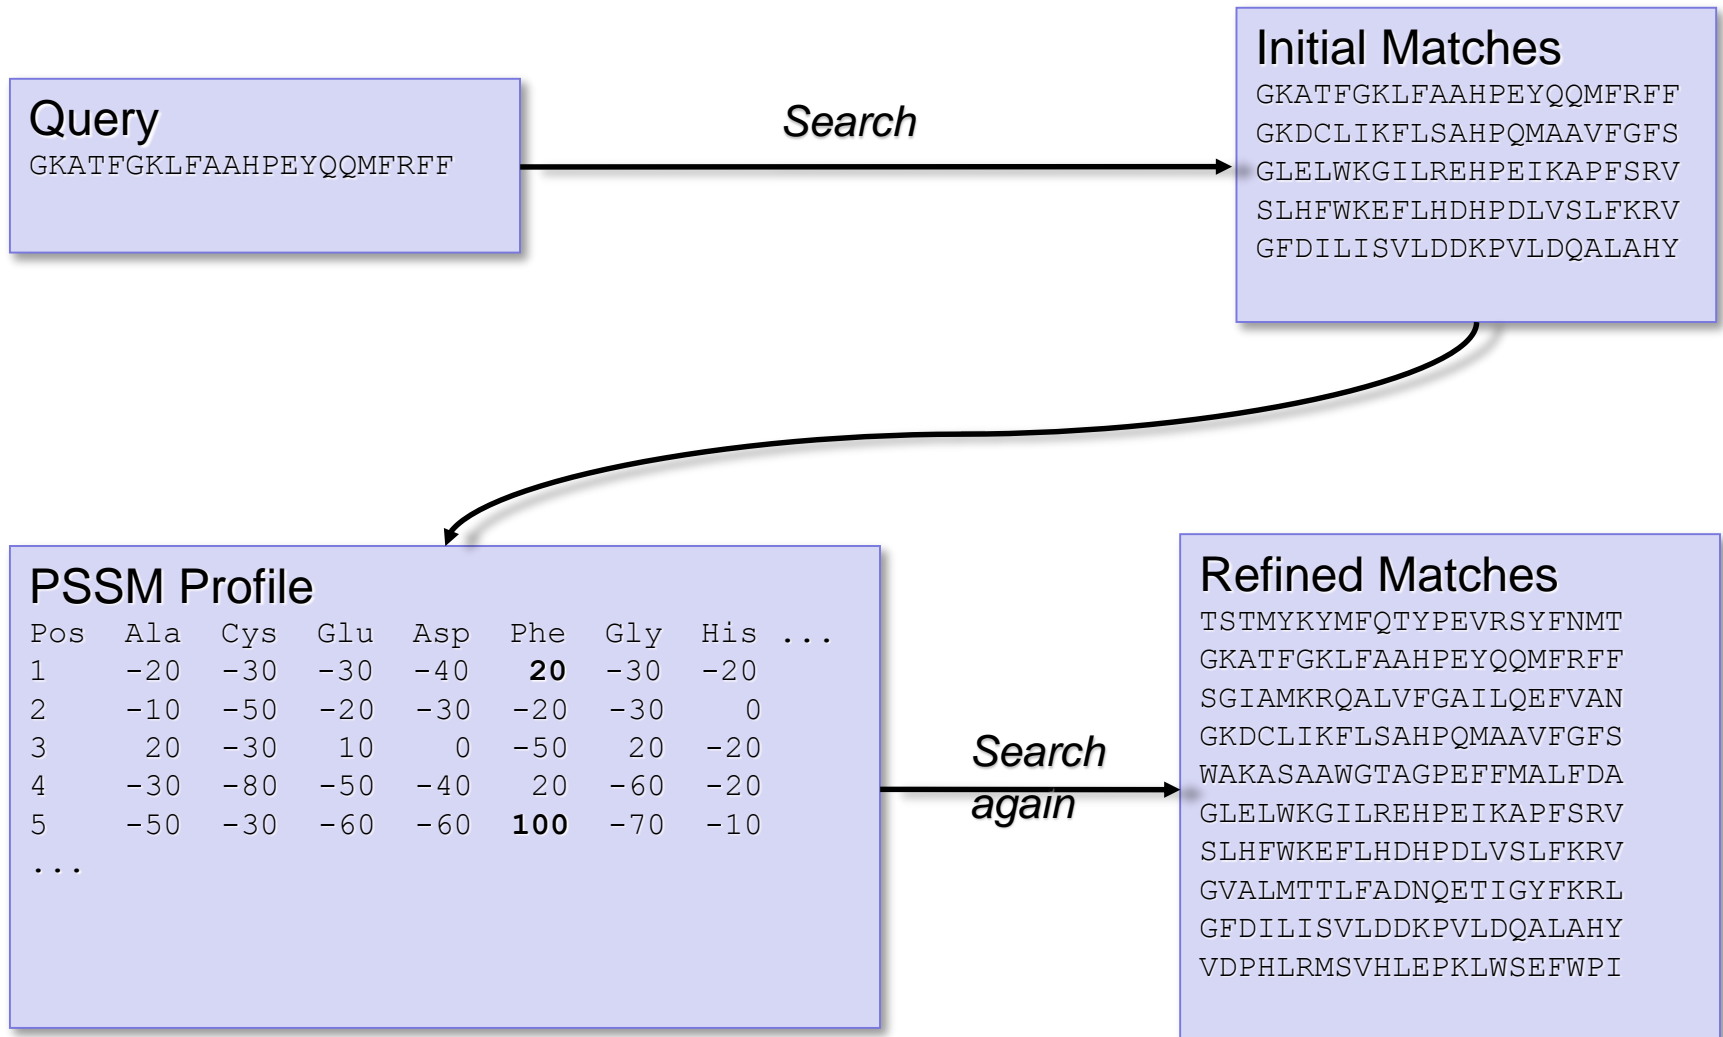 Query
GKATFGKLFAAHPEYQQMFRFF
Search
Initial Matches
GKATFGKLFAAHPEYQQMFRFF
GKDCLIKFLSAHPQMAAVFGFS
GLELWKGILREHPEIKAPFSRV
SLHFWKEFLHDHPDLVSLFKRV
GFDILISVLDDKPVLDQALAHY
PSSM Profile
Pos Ala Cys Glu Asp Phe Gly His ...
1 -20 -30 -30 -40 20 -30 -20
2 -10 -50 -20 -30 -20 -30 0
3 20 -30 10 0 -50 20 -20
4 -30 -80 -50 -40 20 -60 -20
5 -50 -30 -60 -60 100 -70 -10
...
Search
again
Refined Matches
TSTMYKYMFQTYPEVRSYFNMT
GKATFGKLFAAHPEYQQMFRFF
SGIAMKRQALVFGAILQEFVAN
GKDCLIKFLSAHPQMAAVFGFS
WAKASAAWGTAGPEFFMALFDA
GLELWKGILREHPEIKAPFSRV
SLHFWKEFLHDHPDLVSLFKRV
GVALMTTLFADNQETIGYFKRL
GFDILISVLDDKPVLDQALAHY
VDPHLRMSVHLEPKLWSEFWPI